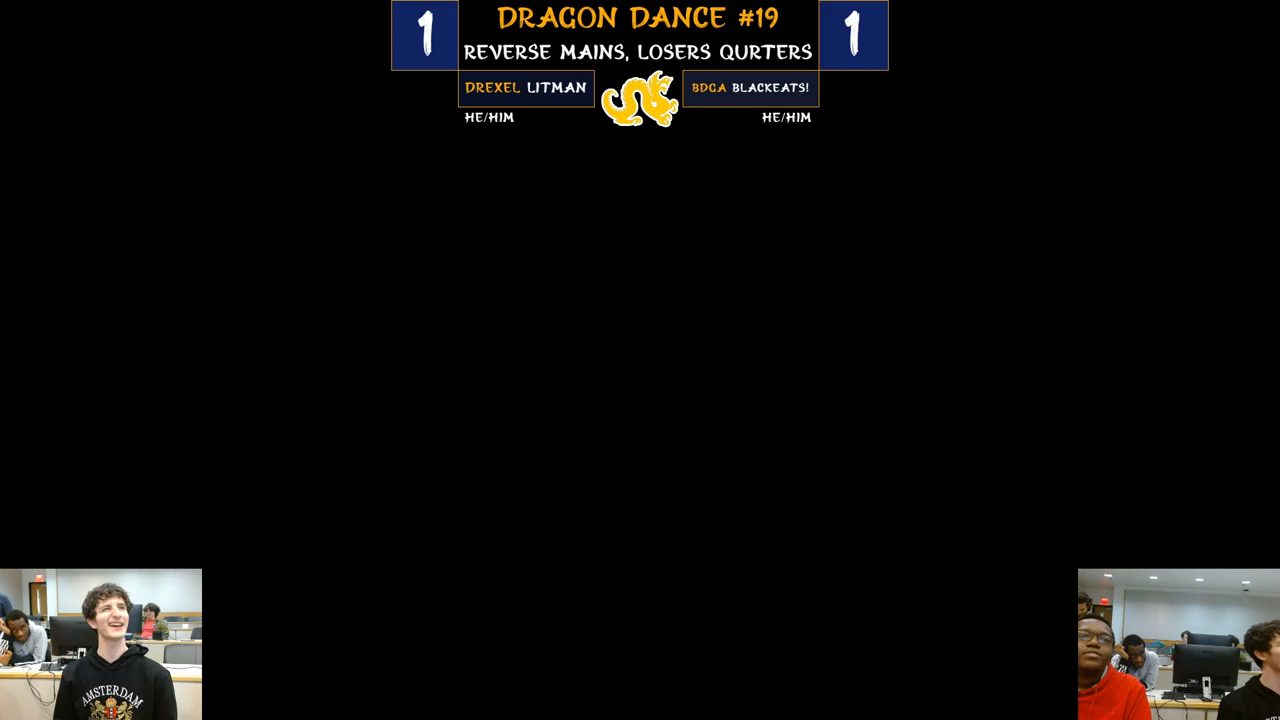 1
DRAGON DANCE #19
1
REVERSE MAINS, LOSERS QURTERS
DREXEL LITMAN
BDGA BLACKEATS!
HE/HIM
HE/HIM
AMSTERDAM